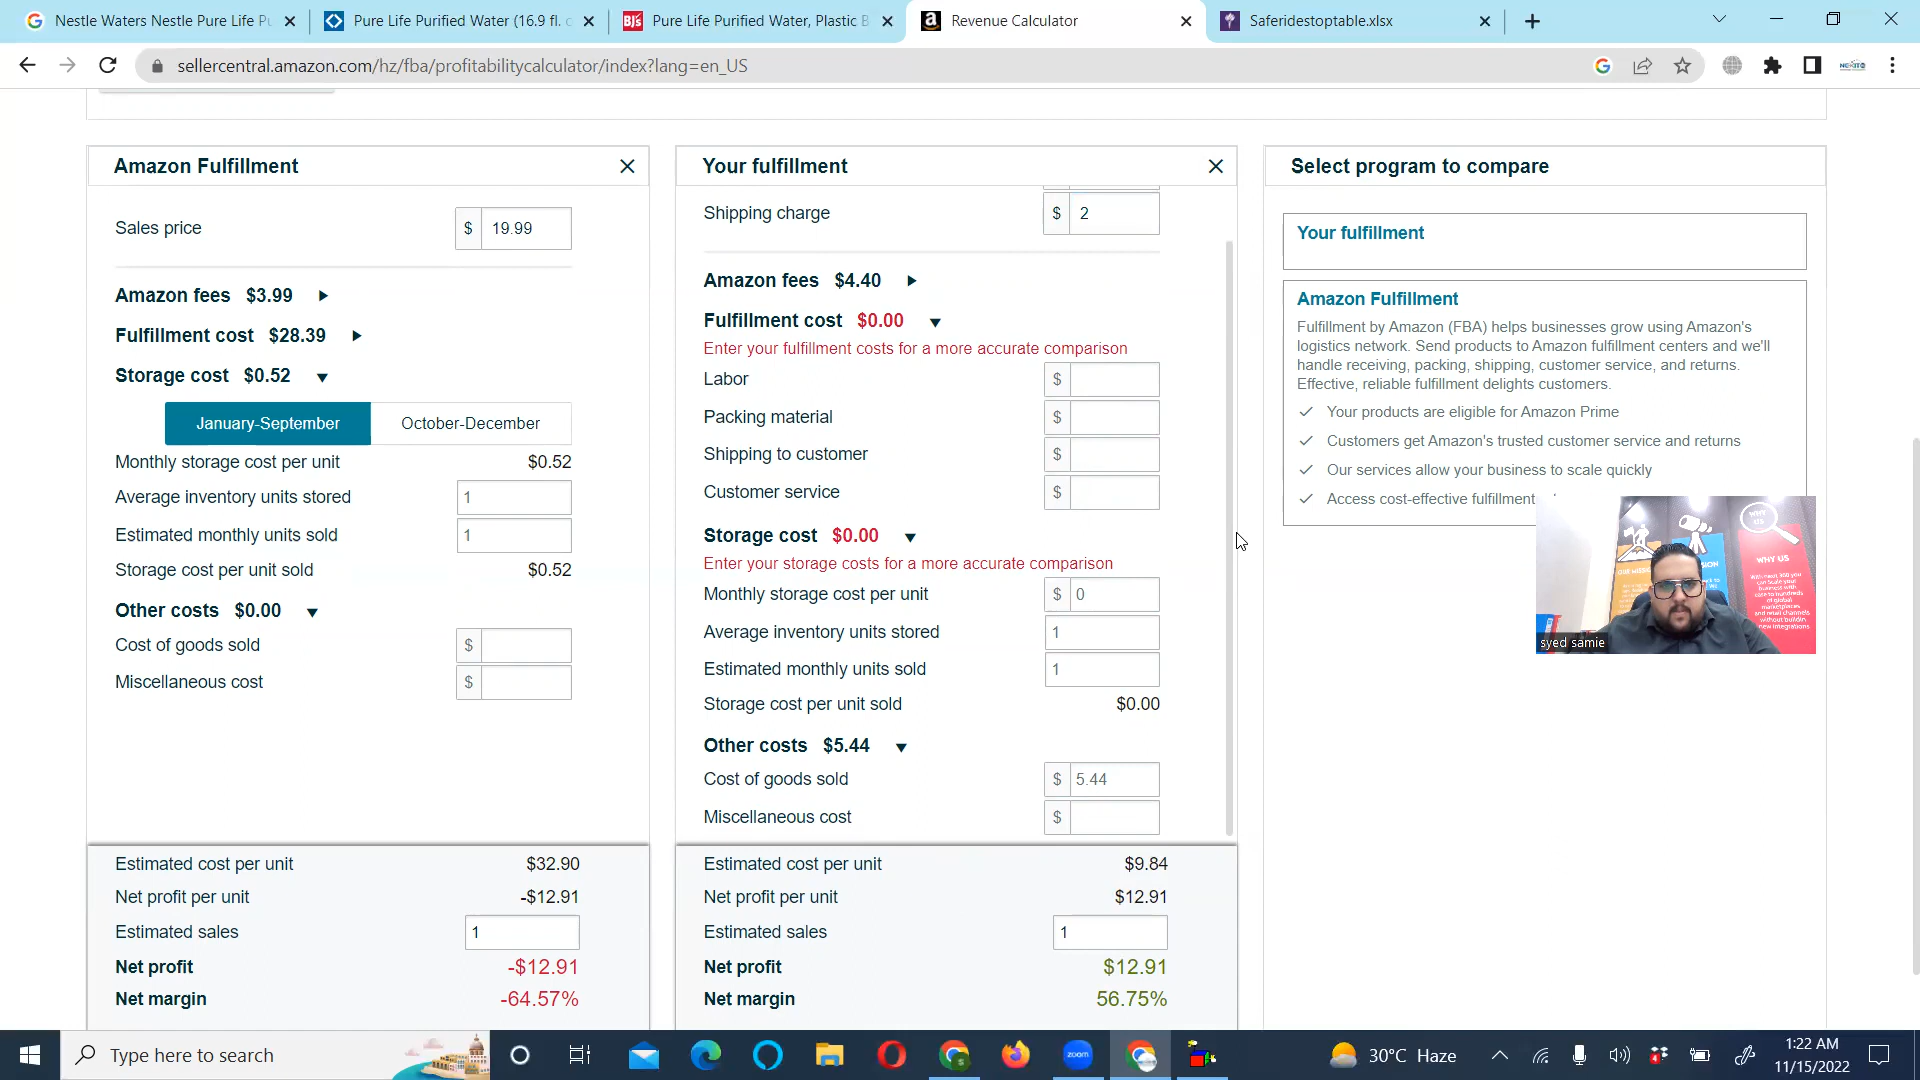 Nestle Waters Nestle Pure Life Pu
Pure Life Purified Water (16.9 fl. o
BJ's
Pure Life Purified Water, Plastic B
Revenue Calculator
Saferidestoptable.xlsx
sellercentral.amazon.com/hz/fba/profitabilitycalculator/index?lang=en_US
Amazon Fulfillment
Sales price
$ 19.99
Amazon fees $3.99
Fulfillment cost $28.39
Storage cost $0.52
January-September
October-December
Monthly storage cost per unit
$0.52
Average inventory units stored
1
Estimated monthly units sold
1
Storage cost per unit sold
$0.52
Other costs $0.00
Cost of goods sold
$
Miscellaneous cost
$
Estimated cost per unit
$32.90
Net profit per unit
-$12.91
Estimated sales
1
Net profit
-$12.91
Net margin
-64.57%
Your fulfillment
Shipping charge
$ 2
Amazon fees $4.40
Fulfillment cost $0.00
Enter your fulfillment costs for a more accurate comparison
Labor
$
Packing material
$
Shipping to customer
$
Customer service
$
Storage cost $0.00
Enter your storage costs for a more accurate comparison
Monthly storage cost per unit
$ 0
Average inventory units stored
1
Estimated monthly units sold
1
Storage cost per unit sold
$0.00
Other costs $5.44
Cost of goods sold
$ 5.44
Miscellaneous cost
$
Estimated cost per unit
$9.84
Net profit per unit
$12.91
Estimated sales
1
Net profit
$12.91
Net margin
56.75%
Select program to compare
Your fulfillment
Amazon Fulfillment
Fulfillment by Amazon (FBA) helps businesses grow using Amazon's
logistics network. Send products to Amazon fulfillment centers and we'll
handle receiving, packing, shipping, customer service, and returns.
Effective, reliable fulfillment delights customers.
Your products are eligible for Amazon Prime
Customers get Amazon's trusted customer service and returns
Our services allow your business to scale quickly
Access cost-effective fulfillment
WHY
US
WHY US
syed samie
Type here to search
zoom
30°C Haze
1:22 AM
11/15/2022